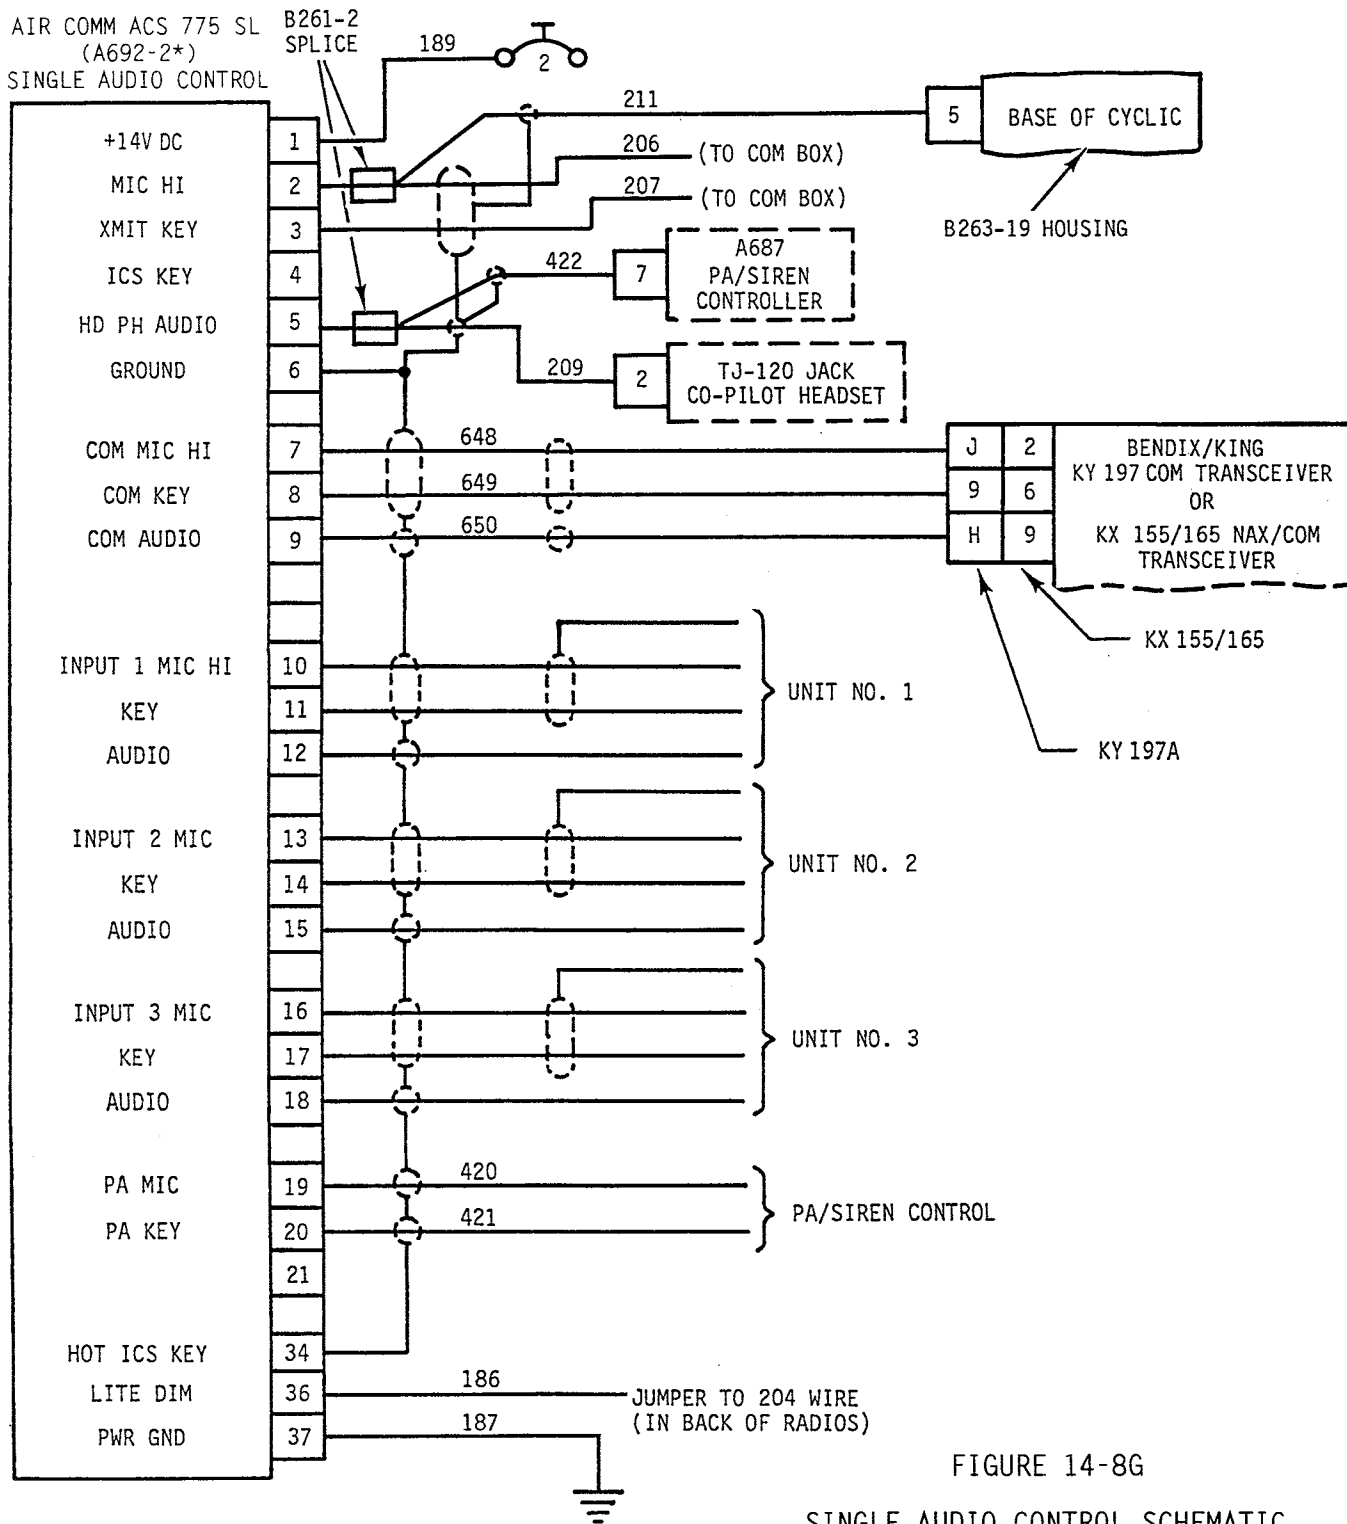 AIR COMM ACS 775 SL
(A692-2*)
SINGLE AUDIO CONTROL
B261-2
SPLICE
189
2
211
5
BASE OF CYCLIC
B263-19 HOUSING
+14V DC
1
MIC HI
2
206
(TO COM BOX)
XMIT KEY
3
207
(TO COM BOX)
ICS KEY
4
422
7
A687
PA/SIREN
CONTROLLER
HD PH AUDIO
5
GROUND
6
209
2
TJ-120 JACK
CO-PILOT HEADSET
COM MIC HI
7
648
J
2
COM KEY
8
649
9
6
COM AUDIO
9
650
H
9
BENDIX/KING
KY 197 COM TRANSCEIVER
OR
KX 155/165 NAX/COM
TRANSCEIVER
KX 155/165
KY 197A
INPUT 1 MIC HI
10
KEY
11
AUDIO
12
UNIT NO. 1
INPUT 2 MIC
13
KEY
14
AUDIO
15
UNIT NO. 2
INPUT 3 MIC
16
KEY
17
AUDIO
18
UNIT NO. 3
PA MIC
19
420
PA KEY
20
421
PA/SIREN CONTROL
21
HOT ICS KEY
34
LITE DIM
36
186
JUMPER TO 204 WIRE
(IN BACK OF RADIOS)
PWR GND
37
187
FIGURE 14-8G
SINGLE AUDIO CONTROL SCHEMATIC